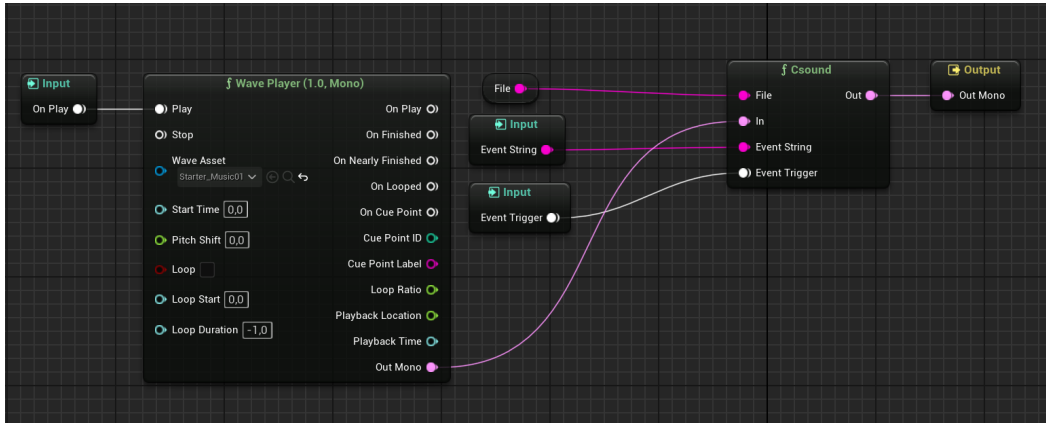 Input
On Play
Wave Player (1.0, Mono)
Play
On Play
Stop
On Finished
Wave Asset
Starter_Music01
On Nearly Finished
On Looped
Start Time 0,0
On Cue Point
Pitch Shift 0,0
Cue Point ID
Loop
Cue Point Label
Loop Start 0,0
Loop Ratio
Loop Duration -1,0
Playback Location
Playback Time
Out Mono
File
Input
Event String
Input
Event Trigger
Csound
File
Out
In
Event String
Event Trigger
Output
Out Mono